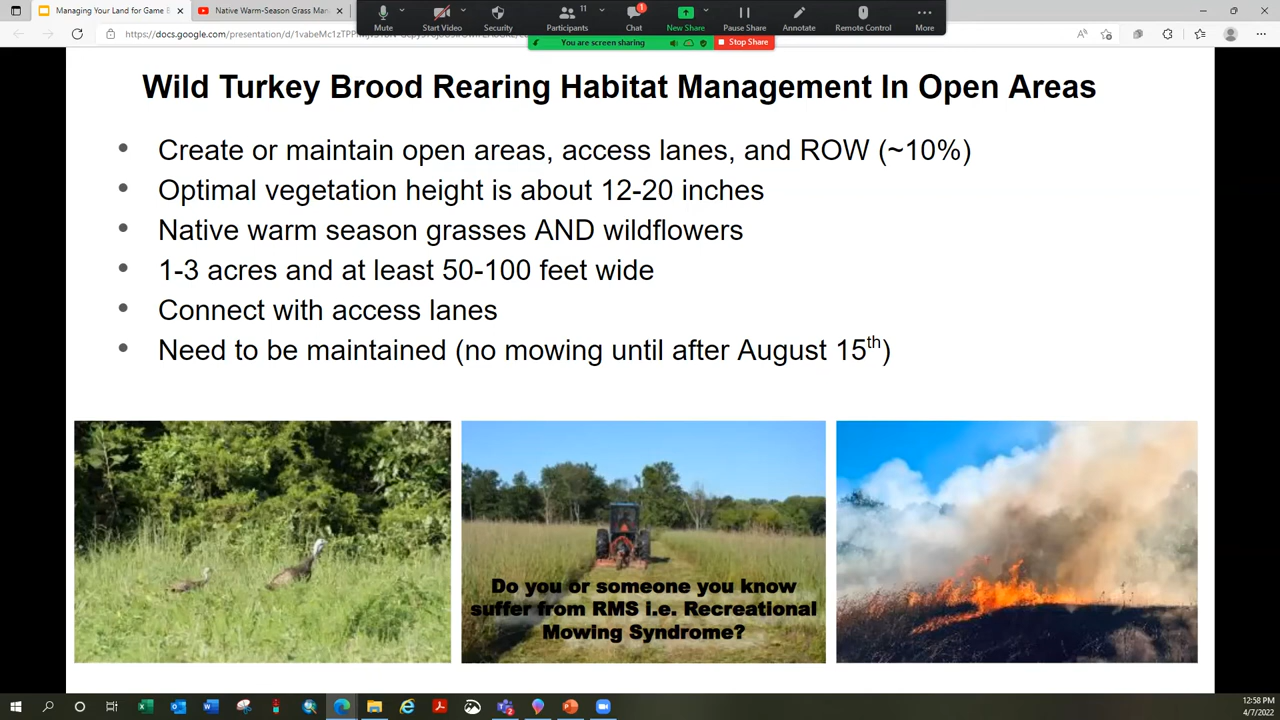 Managing Your Land for Game B
Native Warm-Season Grass Man
Mute
Start Video
Security
11
Participants
1
Chat
New Share
Pause Share
Annotate
Remote Control
More
You are screen sharing
Stop Share
Wild Turkey Brood Rearing Habitat Management In Open Areas
• Create or maintain open areas, access lanes, and ROW (~10%)
• Optimal vegetation height is about 12-20 inches
• Native warm season grasses AND wildflowers
• 1-3 acres and at least 50-100 feet wide
• Connect with access lanes
• Need to be maintained (no mowing until after August 15th)
Do you or someone you know
suffer from RMS i.e. Recreational
Mowing Syndrome?
12:58 PM
4/7/2022